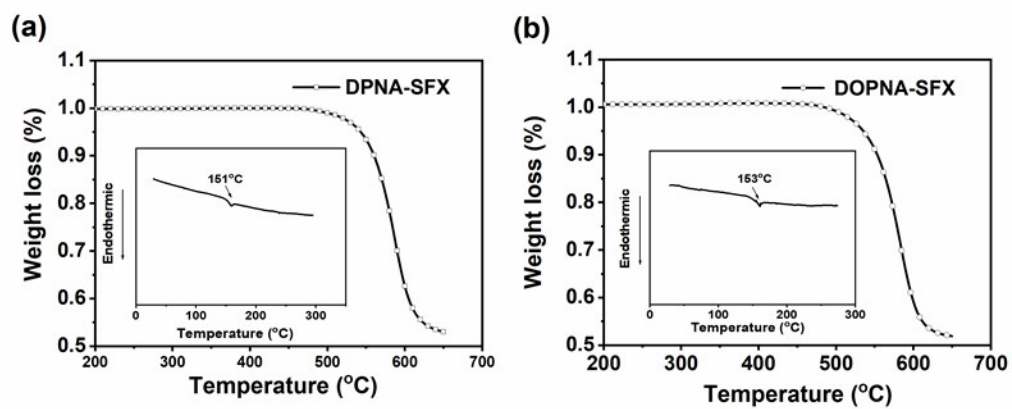 (a)
1.1
1.0
0.9
0.8
0.7
0.6
0.5
Weight loss (%)
DPNA-SFX
151°C
Endothermic
0 100 200 300
Temperature (°C)
200 300 400 500 600 700
Temperature (°C)
(b)
1.1
1.0
0.9
0.8
0.7
0.6
0.5
Weight loss (%)
DOPNA-SFX
153°C
Endothermic
0 100 200 300
Temperature (°C)
200 300 400 500 600 700
Temperature (°C)